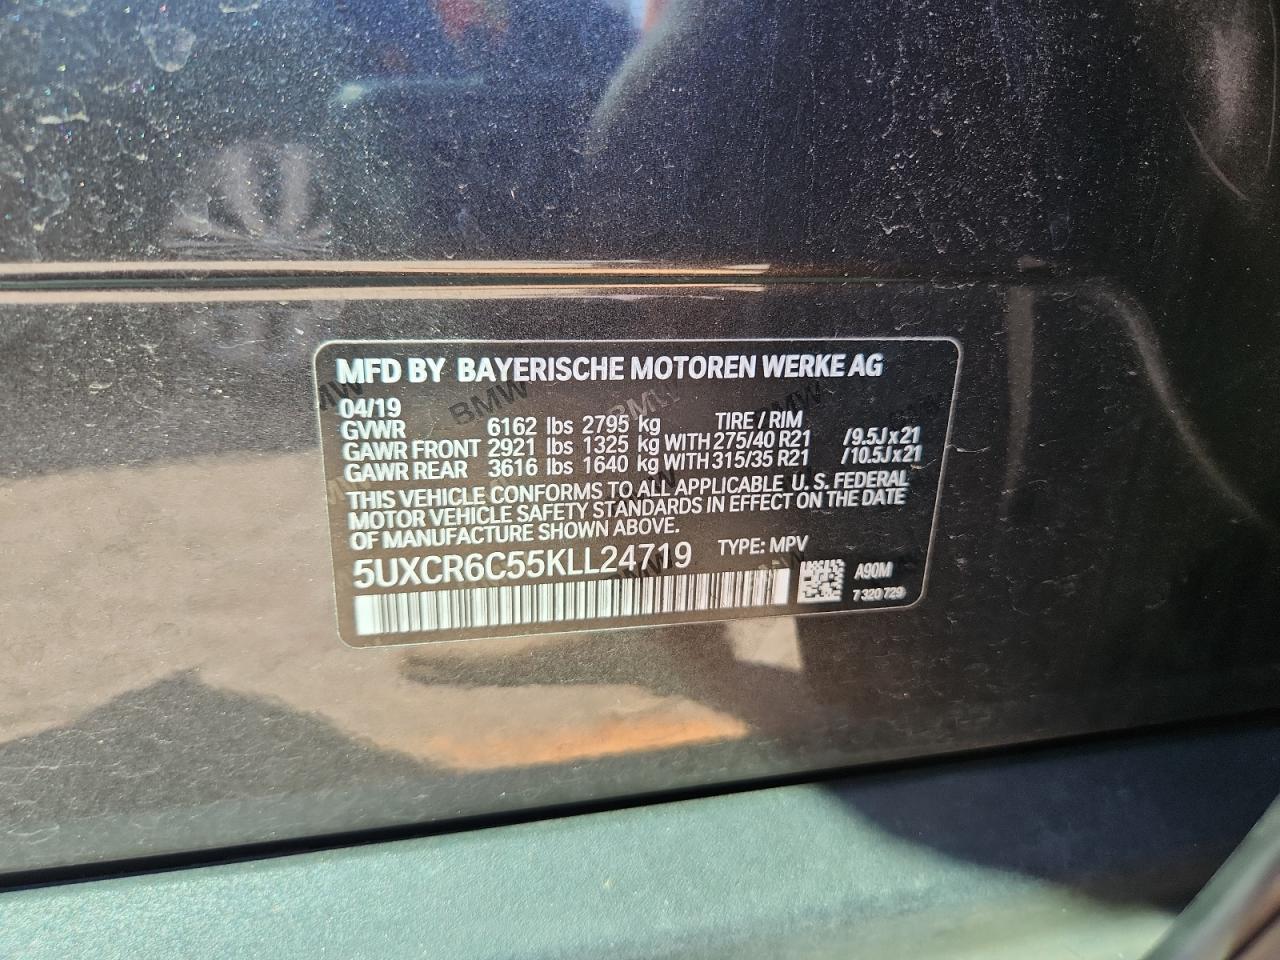 MFD BY BAYERISCHE MOTOREN WERKE AG
04/19
GVWR 6162 lbs 2795 kg TIRE / RIM
GAWR FRONT 2921 lbs 1325 kg WITH 275/40 R21 /9.5J x 21
GAWR REAR 3616 lbs 1640 kg WITH 315/35 R21 /10.5J x 21
THIS VEHICLE CONFORMS TO ALL APPLICABLE U. S. FEDERAL
MOTOR VEHICLE SAFETY STANDARDS IN EFFECT ON THE DATE
OF MANUFACTURE SHOWN ABOVE.
5UXCR6C55KLL24719 TYPE: MPV
A90M
7 320 729